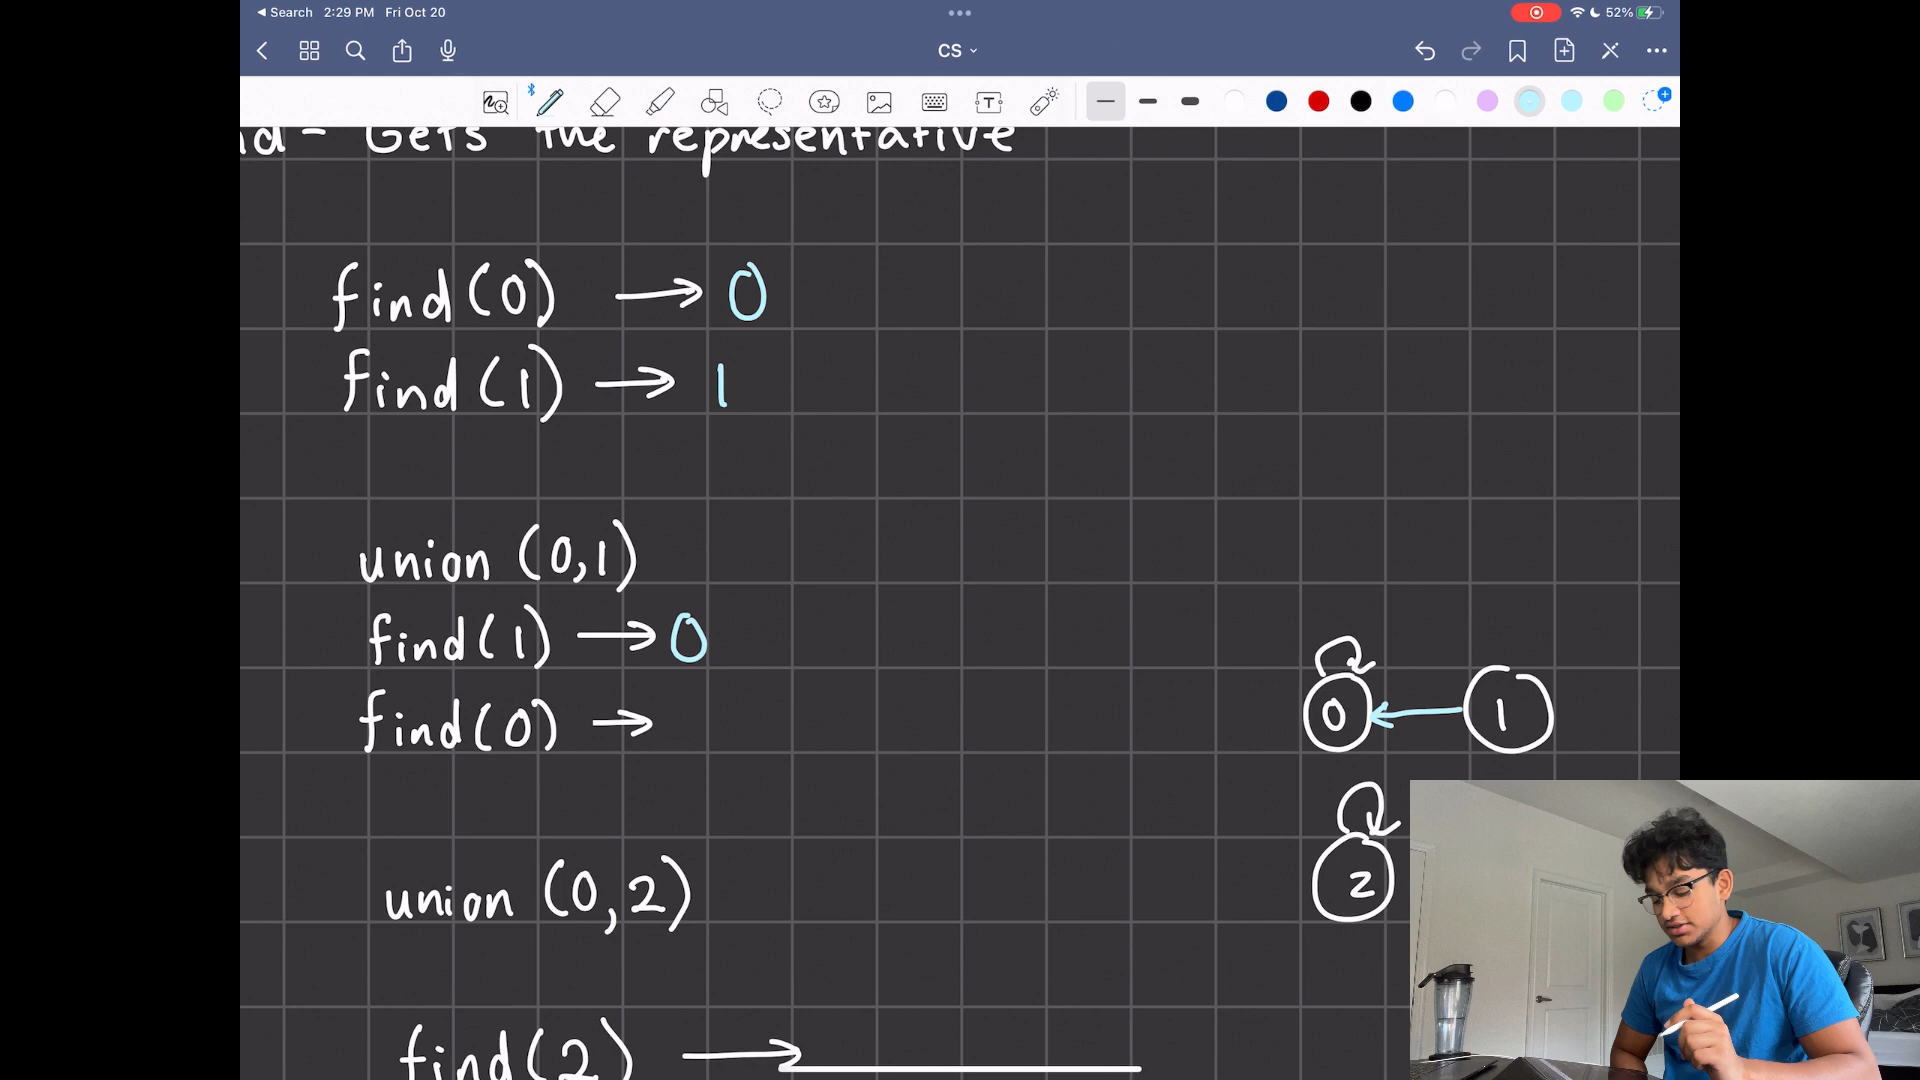 Search 2:29 PM Fri Oct 20
52%
CS
Gets the representative
find(0) → 0
find(1) → 1
union (0,1)
find(1) → 0
find(0) →
0 ← 1
2
union (0,2)
find(2) →